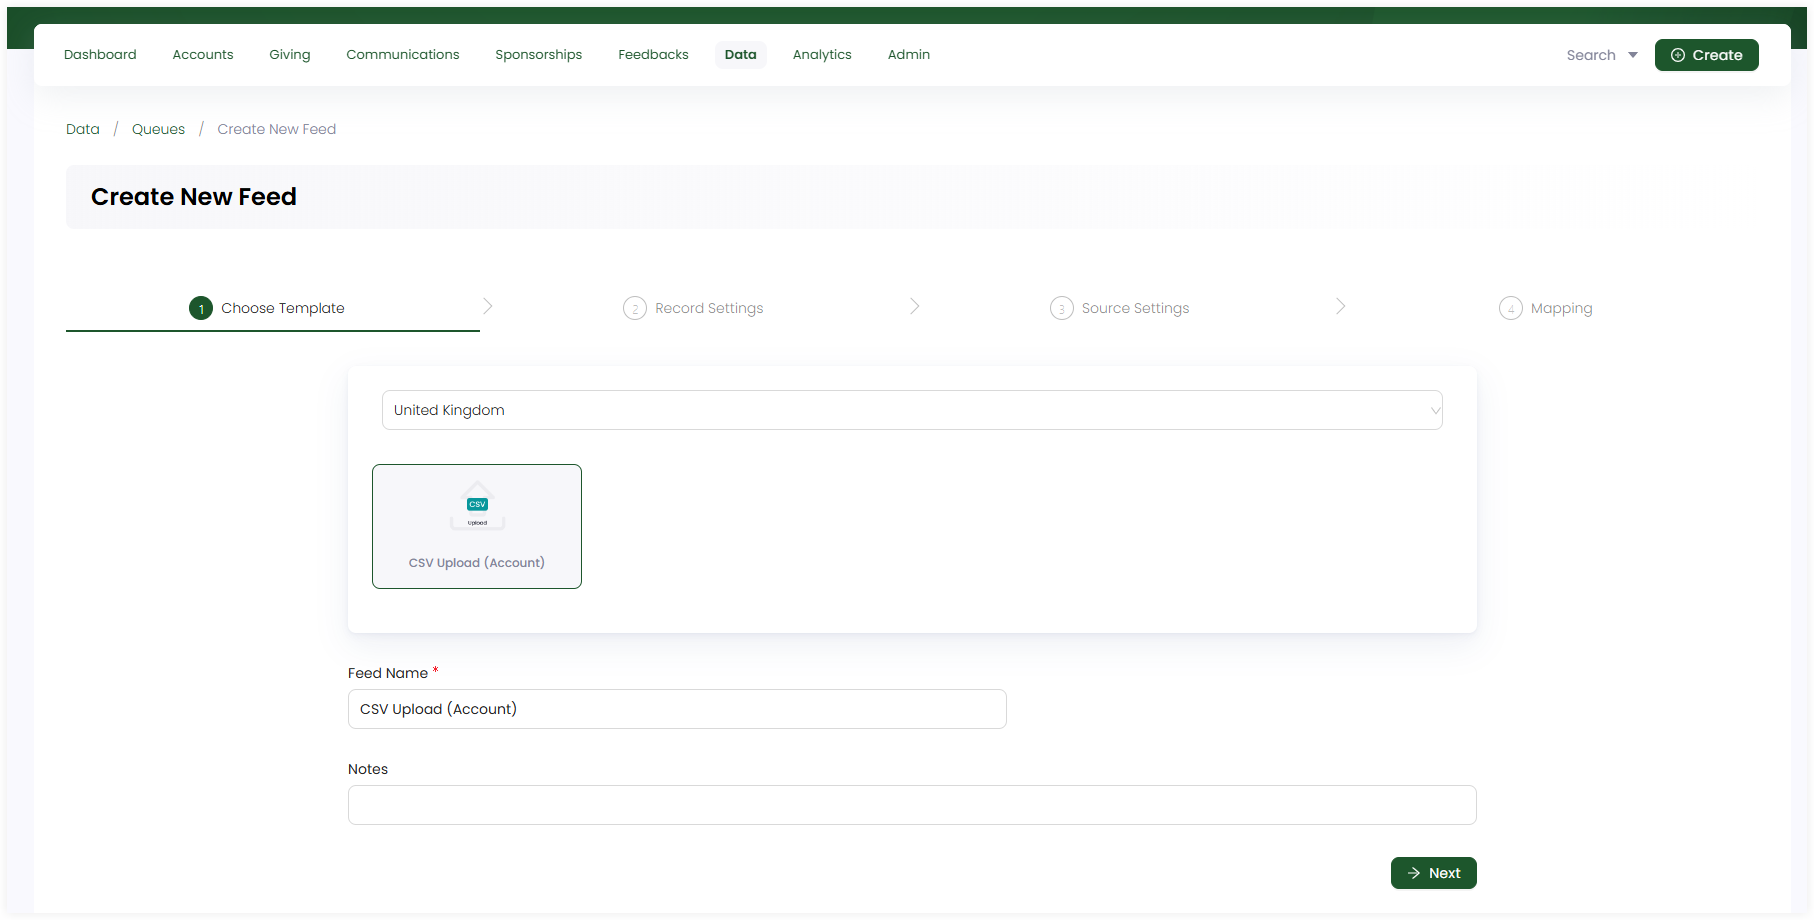 Dashboard Accounts Giving Communications Sponsorships Feedbacks Data Analytics Admin Search Create
Data / Queues / Create New Feed
Create New Feed
1 Choose Template 2 Record Settings 3 Source Settings 4 Mapping
United Kingdom
CSV
Upload
CSV Upload (Account)
Feed Name *
CSV Upload (Account)
Notes
Next